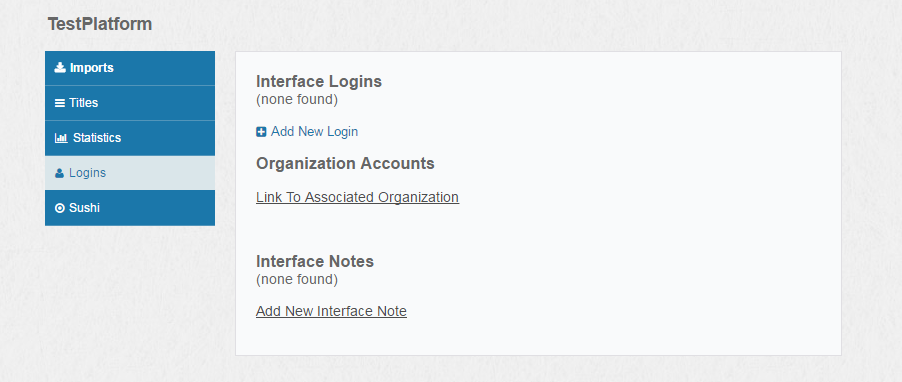 TestPlatform
Imports
Titles
Statistics
Logins
Sushi
Interface Logins
(none found)
Add New Login
Organization Accounts
Link To Associated Organization
Interface Notes
(none found)
Add New Interface Note